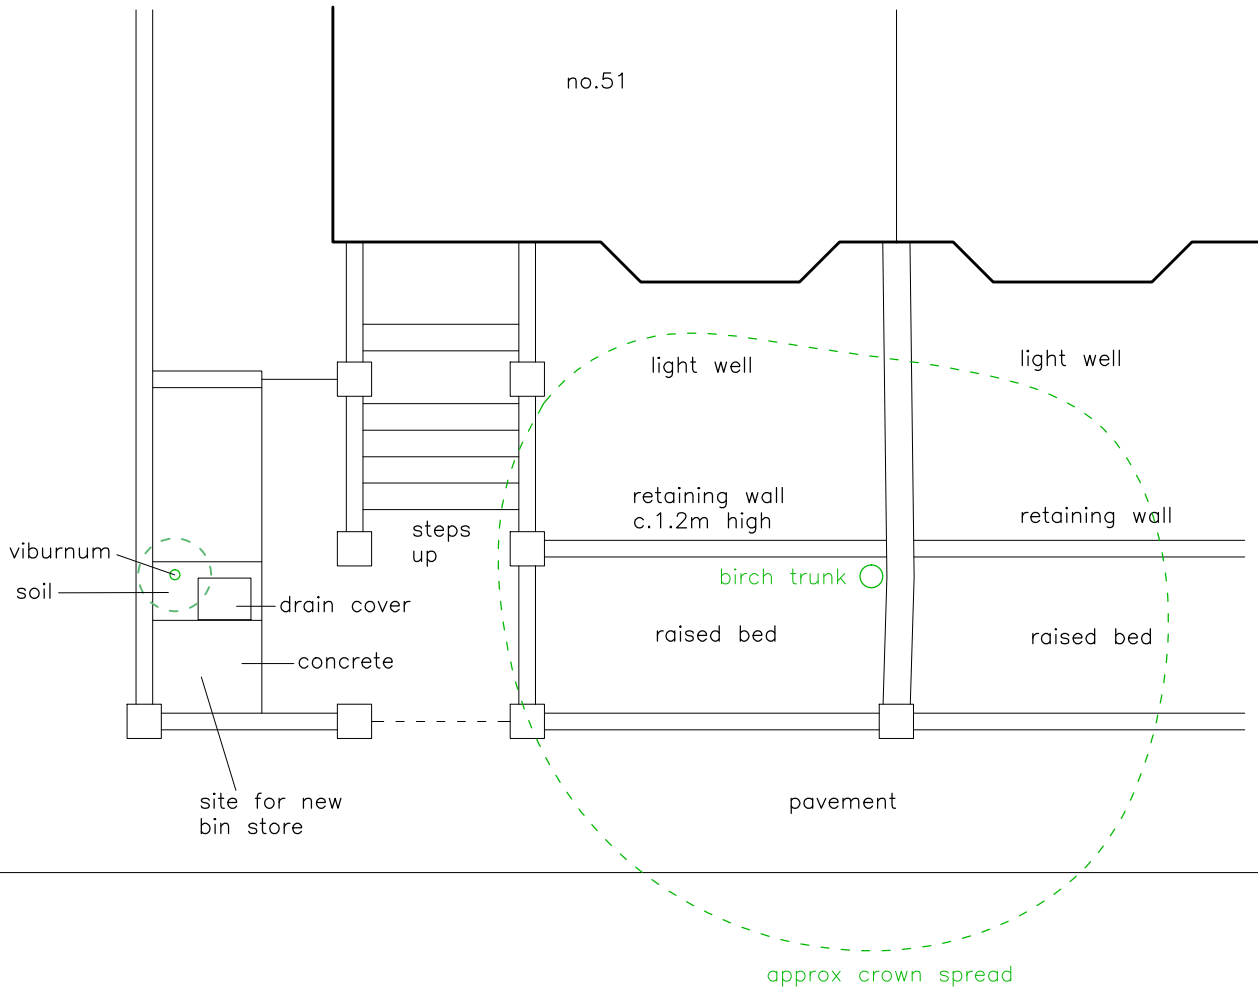 no.51
light well
light well
retaining wall
c.1.2m high
retaining wall
steps
up
viburnum
birch trunk
soil
drain cover
raised bed
raised bed
concrete
site for new
bin store
pavement
approx crown spread